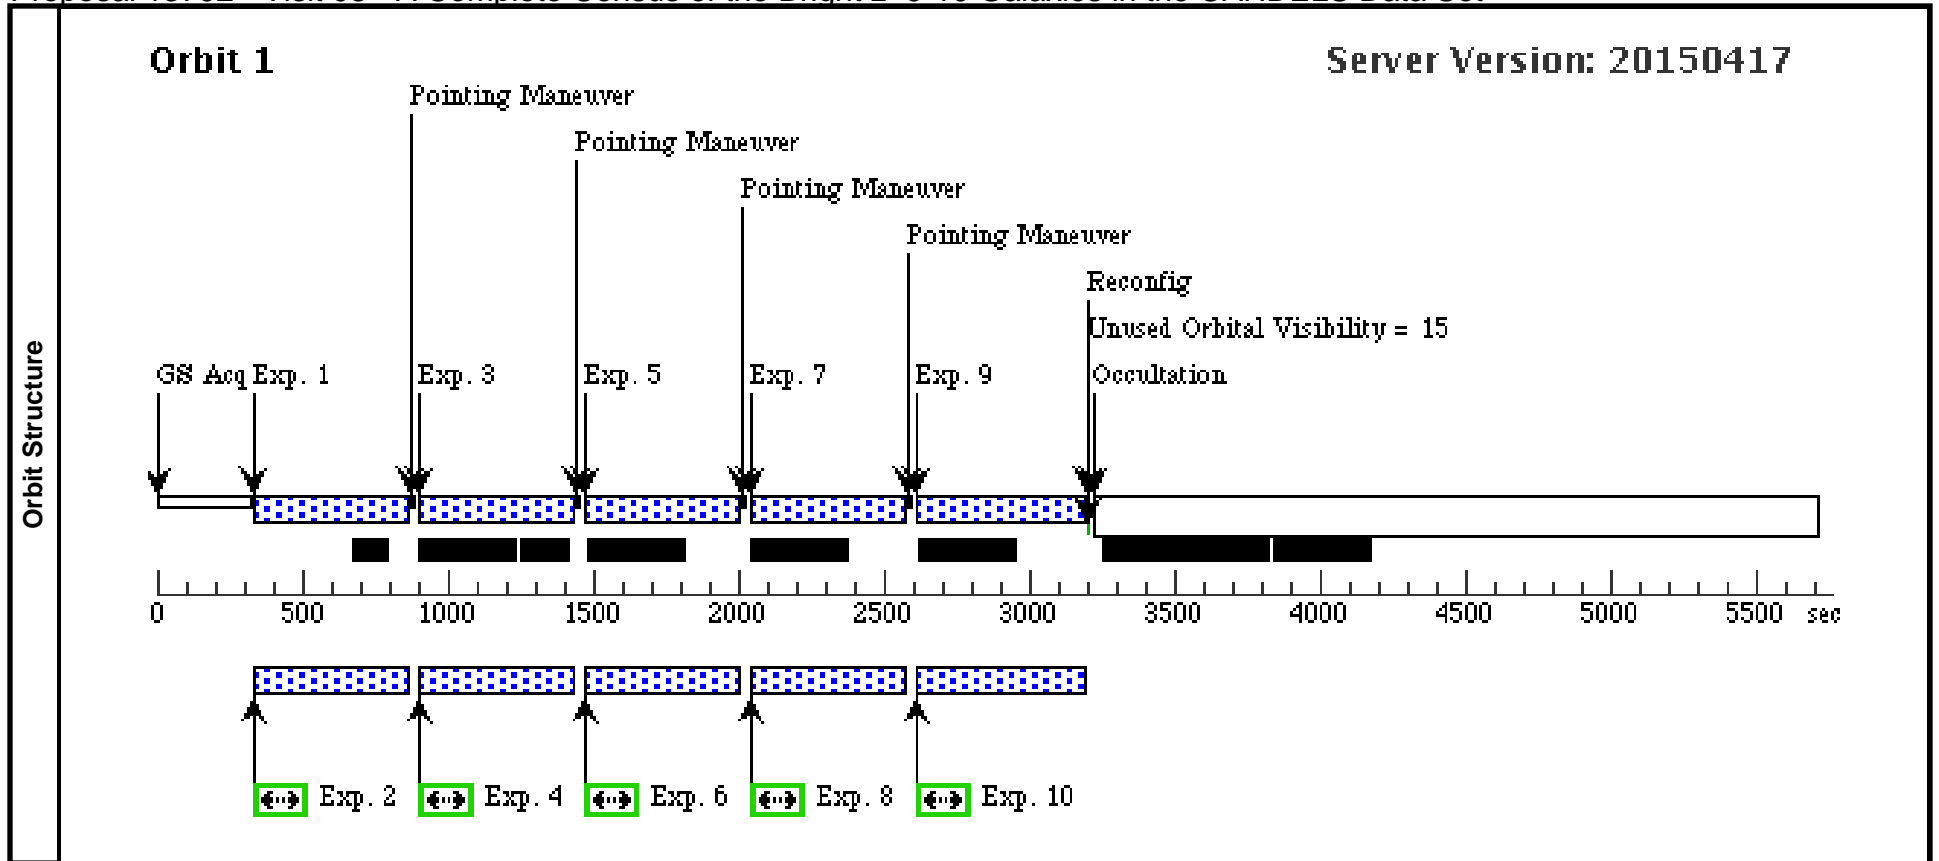 Orbit 1
Server Version: 20150417
Pointing Maneuver
Pointing Maneuver
Pointing Maneuver
Pointing Maneuver
Reconfig
Unused Orbital Visibility = 15
GS Acq Exp. 1 Exp. 3 Exp. 5 Exp. 7 Exp. 9 Occultation
Orbit Structure
0 500 1000 1500 2000 2500 3000 3500 4000 4500 5000 5500 sec
Exp. 2 Exp. 4 Exp. 6 Exp. 8 Exp. 10